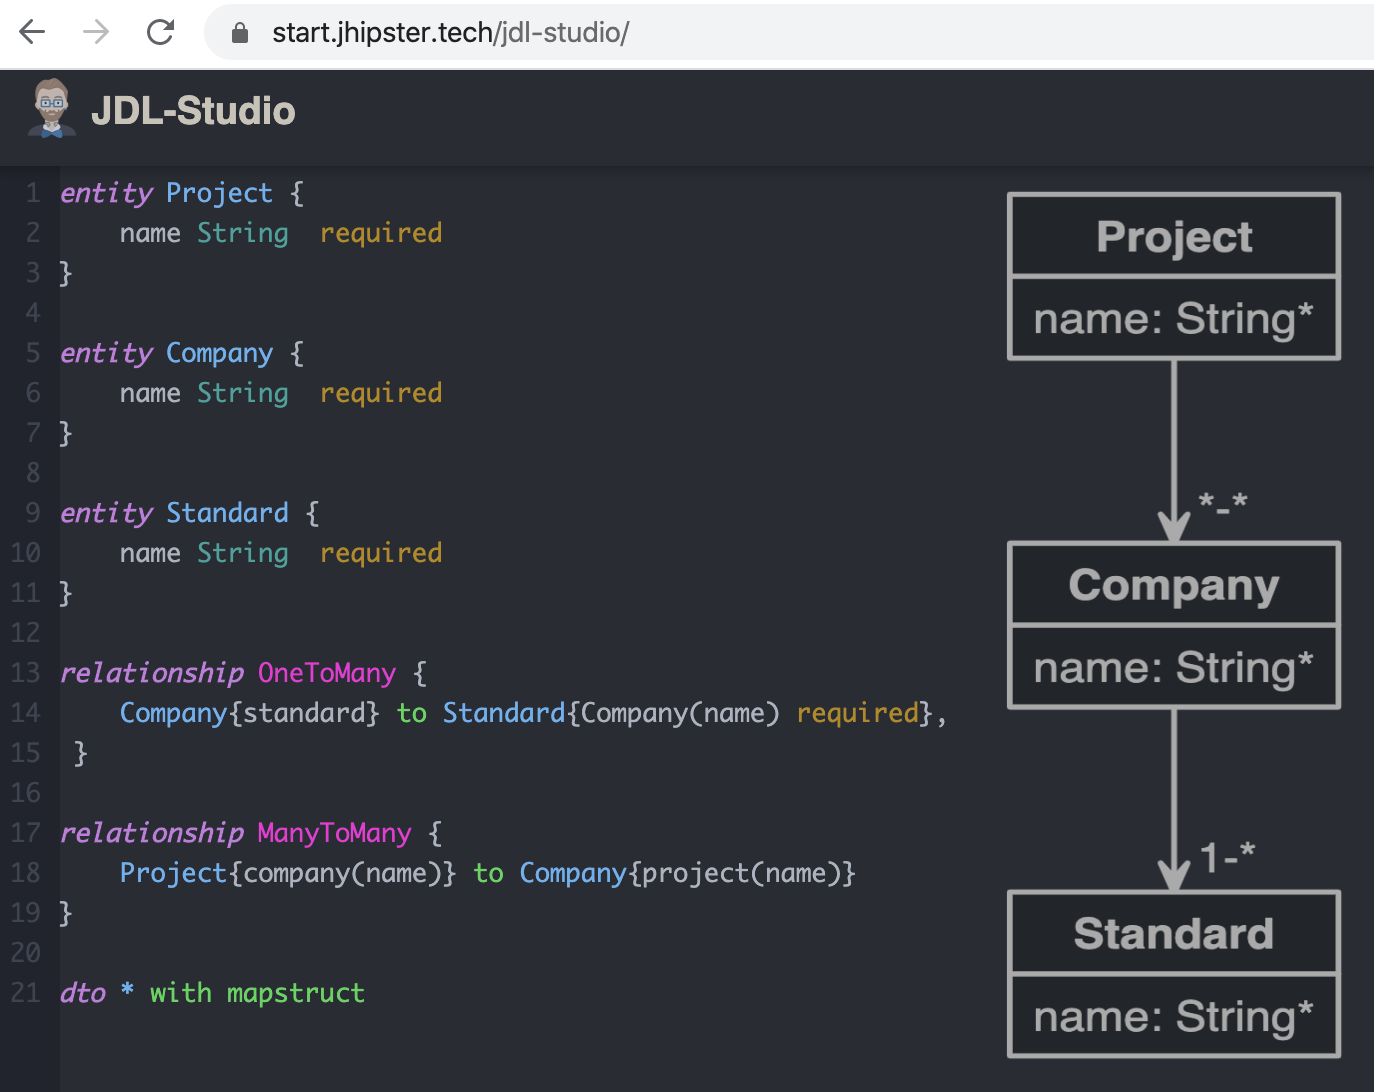 start.jhipster.tech/jdl-studio/
JDL-Studio
1 entity Project {
2     name String  required
3 }
4
5 entity Company {
6     name String  required
7 }
8
9 entity Standard {
10     name String  required
11 }
12
13 relationship OneToMany {
14     Company{standard} to Standard{Company(name) required},
15  }
16
17 relationship ManyToMany {
18     Project{company(name)} to Company{project(name)}
19 }
20
21 dto * with mapstruct
Project
name: String*
*-*
Company
name: String*
1-*
Standard
name: String*